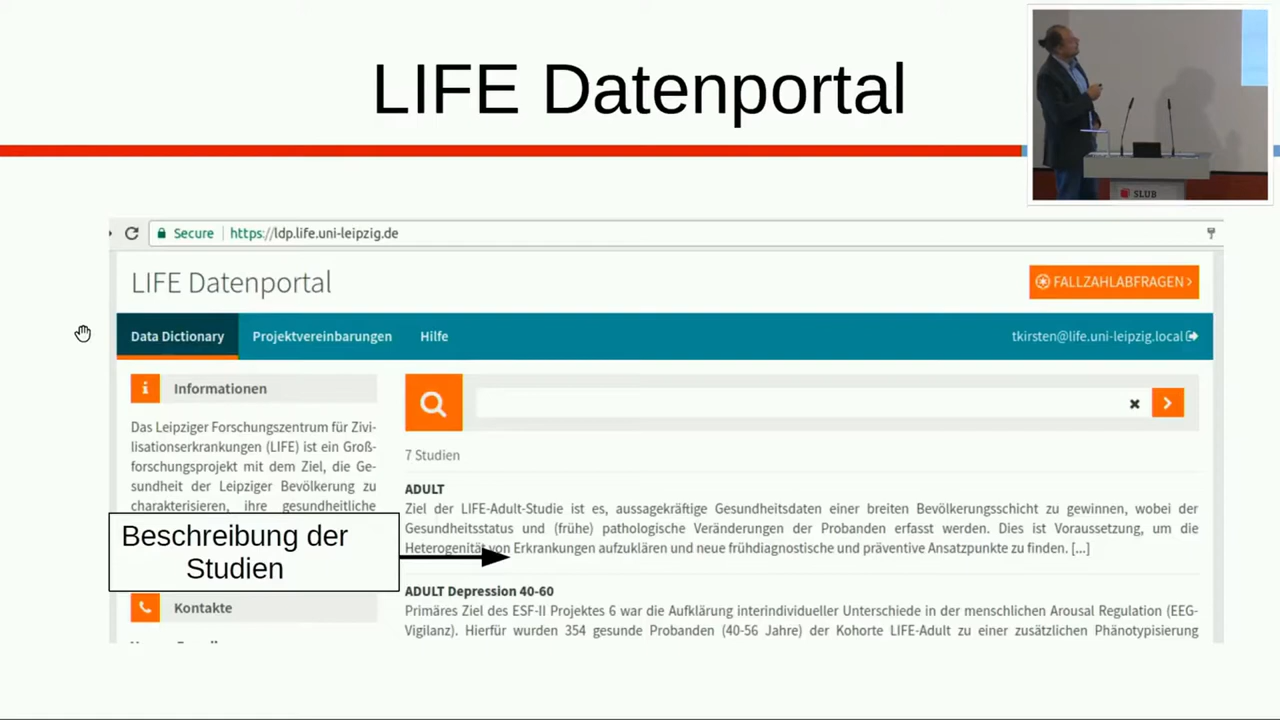 LIFE Datenportal
SLUB
Secure
https://ldp.life.uni-leipzig.de
LIFE Datenportal
FALLZAHLABFRAGEN
Data Dictionary
Projektvereinbarungen
Hilfe
tkirsten@life.uni-leipzig.local
Informationen
Das Leipziger Forschungszentrum für Zivi-
lisationserkrankungen (LIFE) ist ein Groß-
forschungsprojekt mit dem Ziel, die Ge-
sundheit der Leipziger Bevölkerung zu
charakterisieren, ihre gesundheitliche
Beschreibung der
Studien
Kontakte
7 Studien
ADULT
Ziel der LIFE-Adult-Studie ist es, aussagekräftige Gesundheitsdaten einer breiten Bevölkerungsschicht zu gewinnen, wobei der
Gesundheitsstatus und (frühe) pathologische Veränderungen der Probanden erfasst werden. Dies ist Voraussetzung, um die
Heterogenität von Erkrankungen aufzuklären und neue frühdiagnostische und präventive Ansatzpunkte zu finden. [...]
ADULT Depression 40-60
Primäres Ziel des ESF-II Projektes 6 war die Aufklärung interindividueller Unterschiede in der menschlichen Arousal Regulation (EEG-
Vigilanz). Hierfür wurden 354 gesunde Probanden (40-56 Jahre) der Kohorte LIFE-Adult zu einer zusätzlichen Phänotypisierung